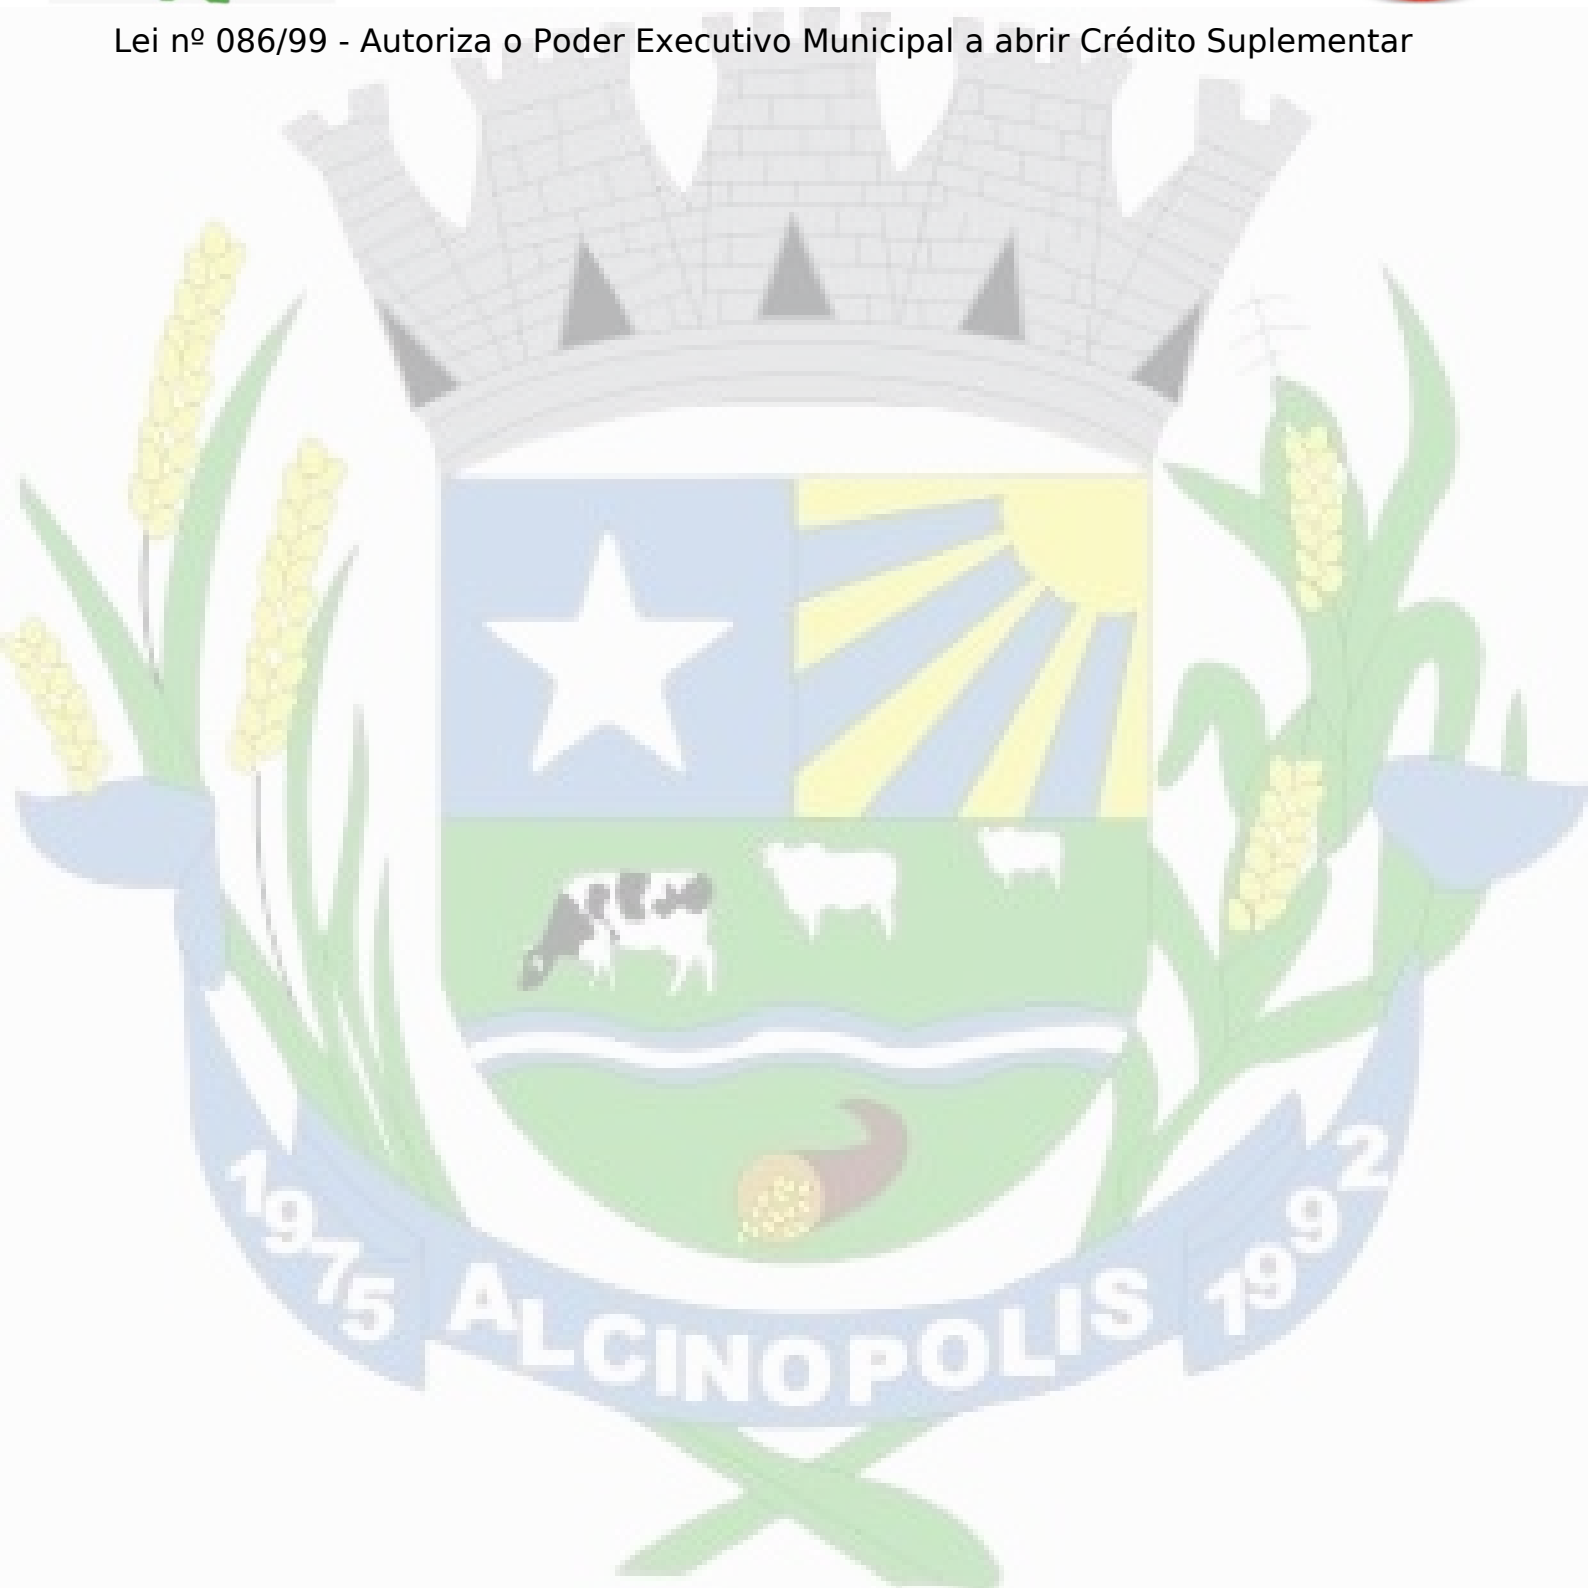 Lei nº 086/99 - Autoriza o Poder Executivo Municipal a abrir Crédito Suplementar
1975 ALCINOPOLIS 1992